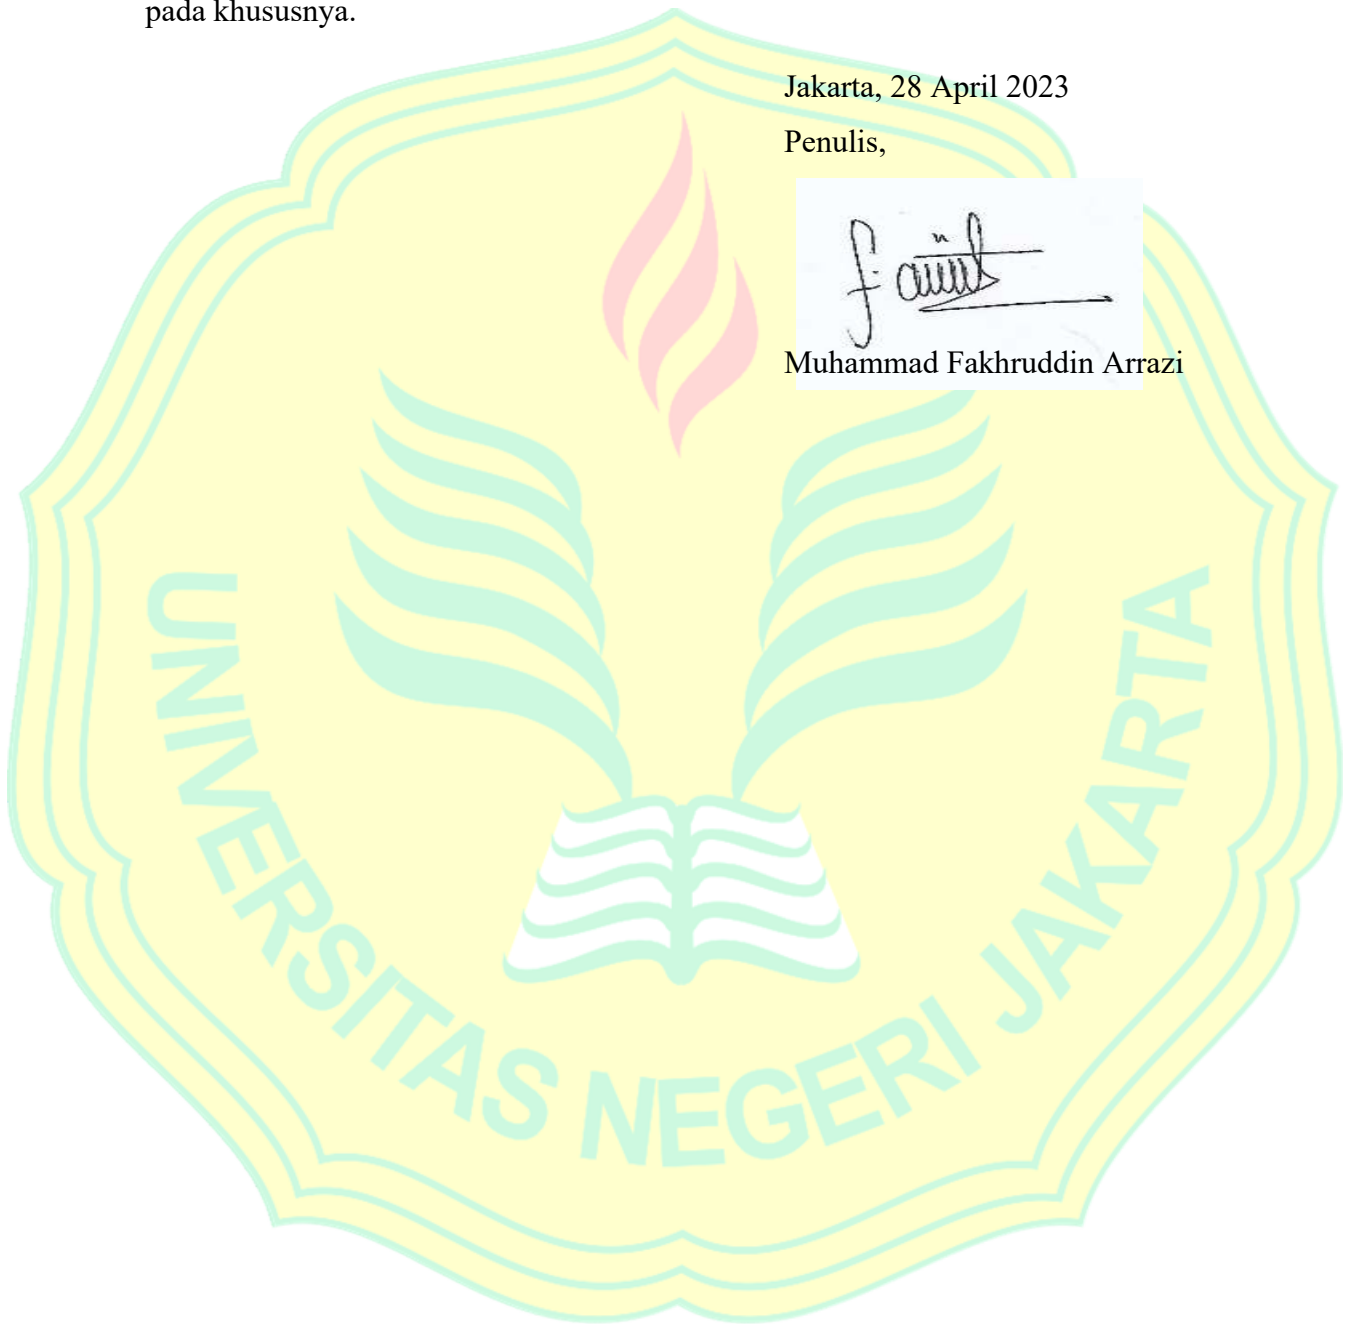 pada khususnya.
Jakarta, 28 April 2023
Penulis,
Muhammad Fakhruddin Arrazi
UNIVERSITAS NEGERI JAKARTA